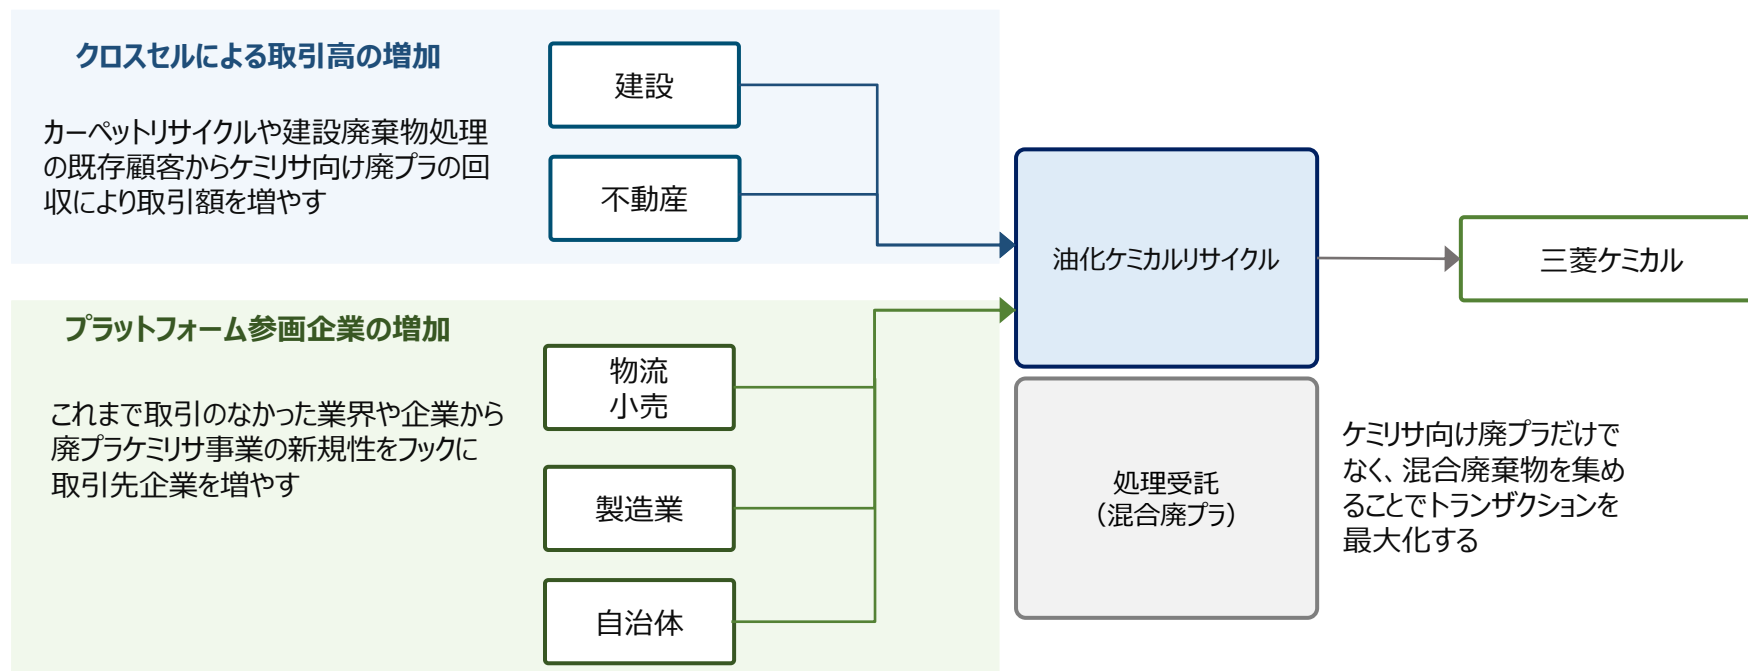 クロスセルによる取引高の増加
カーペットリサイクルや建設廃棄物処理
の既存顧客からケミリサ向け廃プラの回
収により取引額を増やす
建設
不動産
プラットフォーム参画企業の増加
これまで取引のなかった業界や企業から
廃プラケミリサ事業の新規性をフックに
取引先企業を増やす
物流
小売
製造業
自治体
油化ケミカルリサイクル
三菱ケミカル
処理受託
（混合廃プラ）
ケミリサ向け廃プラだけで
なく、混合廃棄物を集め
ることでトランザクションを
最大化する